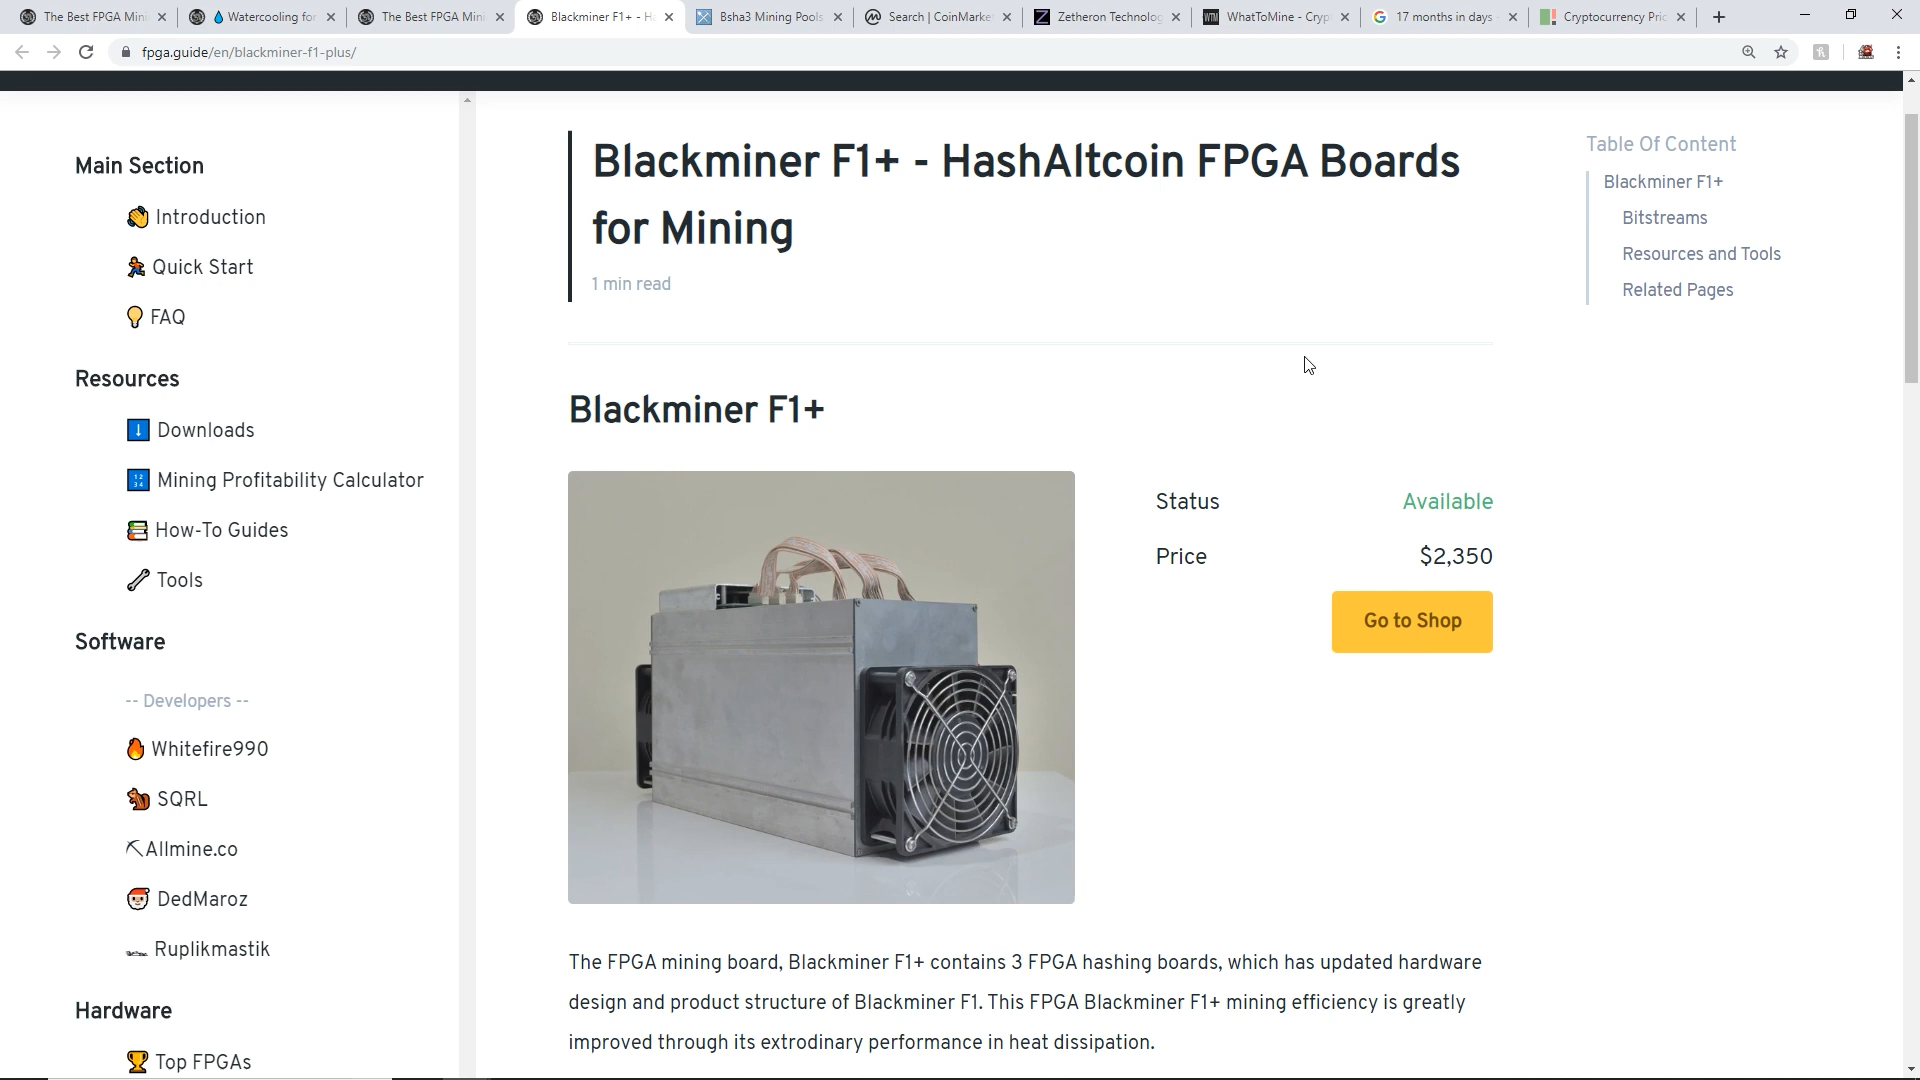 The Best FPGA Mini
Watercooling for
The Best FPGA Mini
Blackminer F1+ - H
Bsha3 Mining Pools
Search | CoinMarke
Zetheron Technolog
WTM
WhatToMine - Cryp
17 months in days -
Cryptocurrency Pric
fpga.guide/en/blackminer-f1-plus/
Main Section
Introduction
Quick Start
FAQ
Resources
Downloads
Mining Profitability Calculator
How-To Guides
Tools
Software
-- Developers --
Whitefire990
SQRL
Allmine.co
DedMaroz
Ruplikmastik
Hardware
Top FPGAs
Blackminer F1+ - HashAltcoin FPGA Boards
for Mining
1 min read
Blackminer F1+
Status Available
Price $2,350
Go to Shop
The FPGA mining board, Blackminer F1+ contains 3 FPGA hashing boards, which has updated hardware
design and product structure of Blackminer F1. This FPGA Blackminer F1+ mining efficiency is greatly
improved through its extrodinary performance in heat dissipation.
Table Of Content
Blackminer F1+
Bitstreams
Resources and Tools
Related Pages